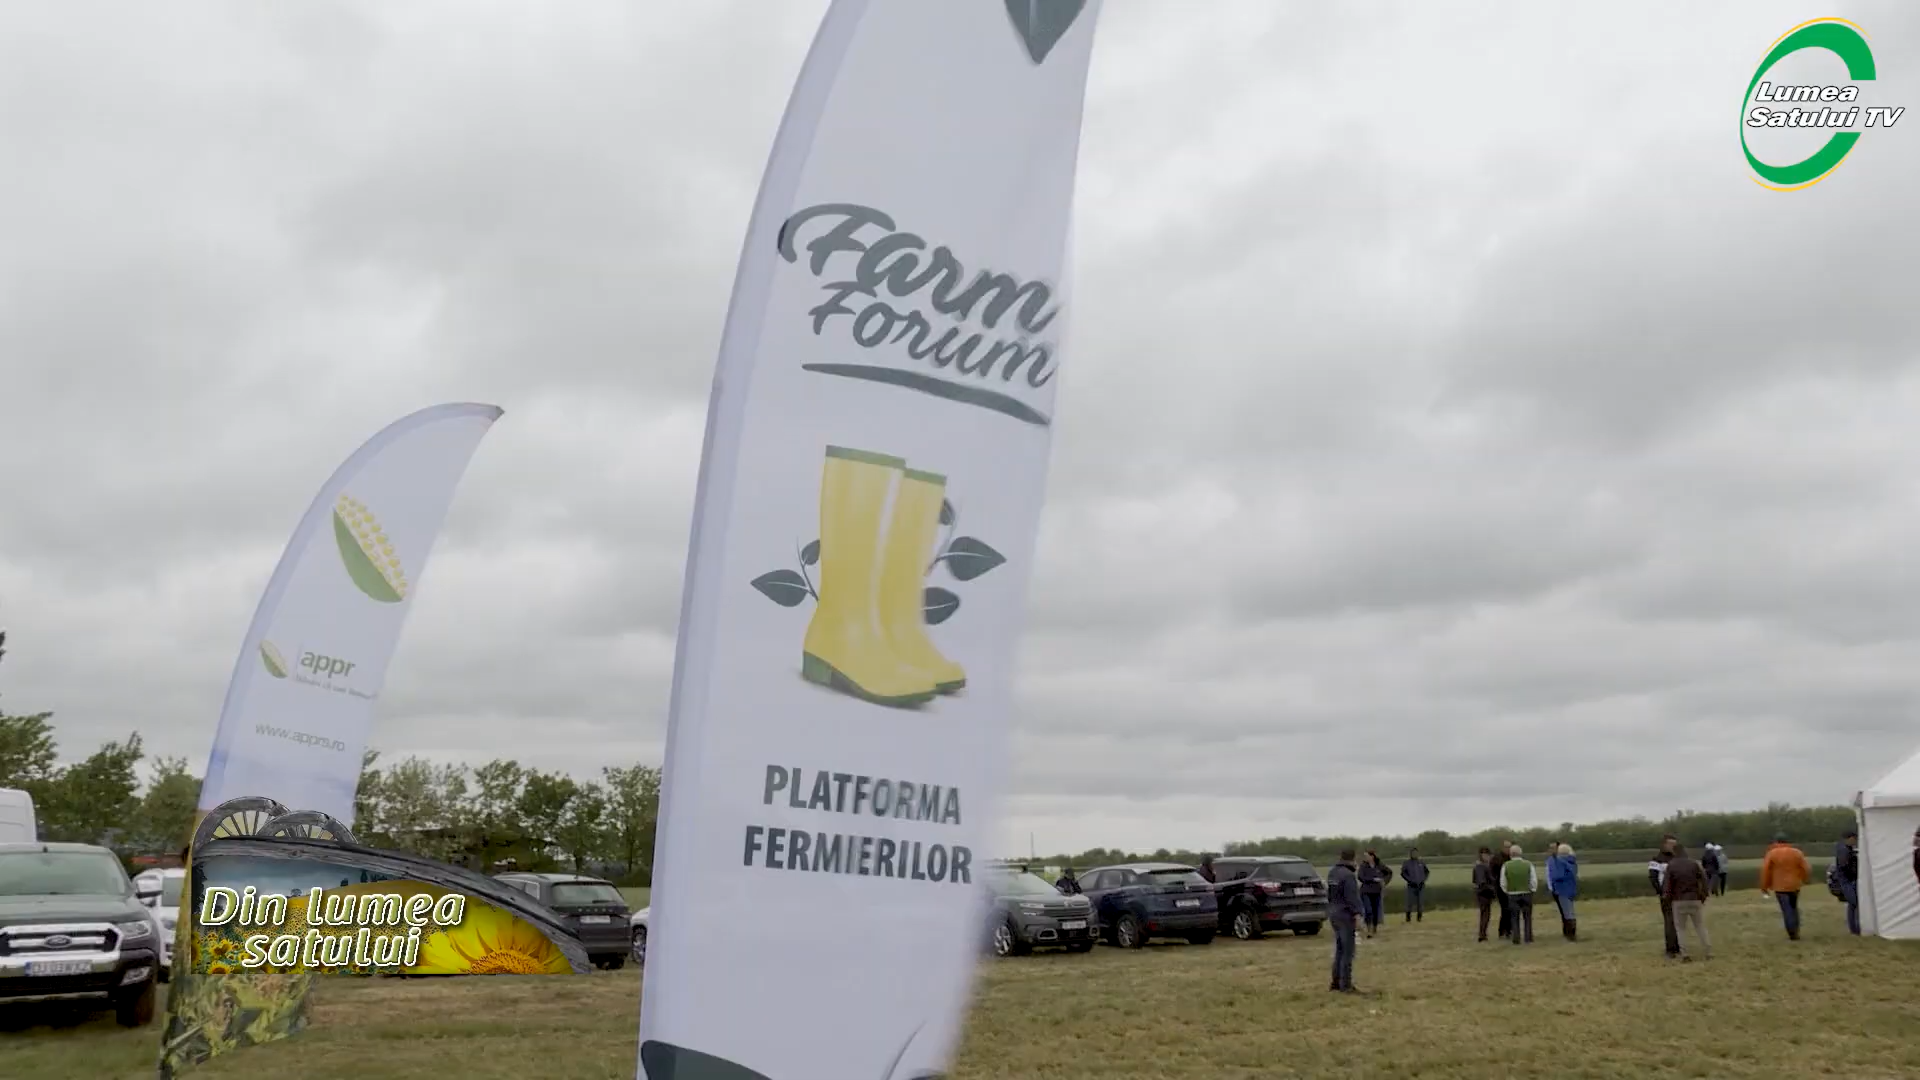 Lumea
Satului TV
Farm
Forum
appr
www.apprs.ro
PLATFORMA
FERMIERILOR
Din lumea
satului